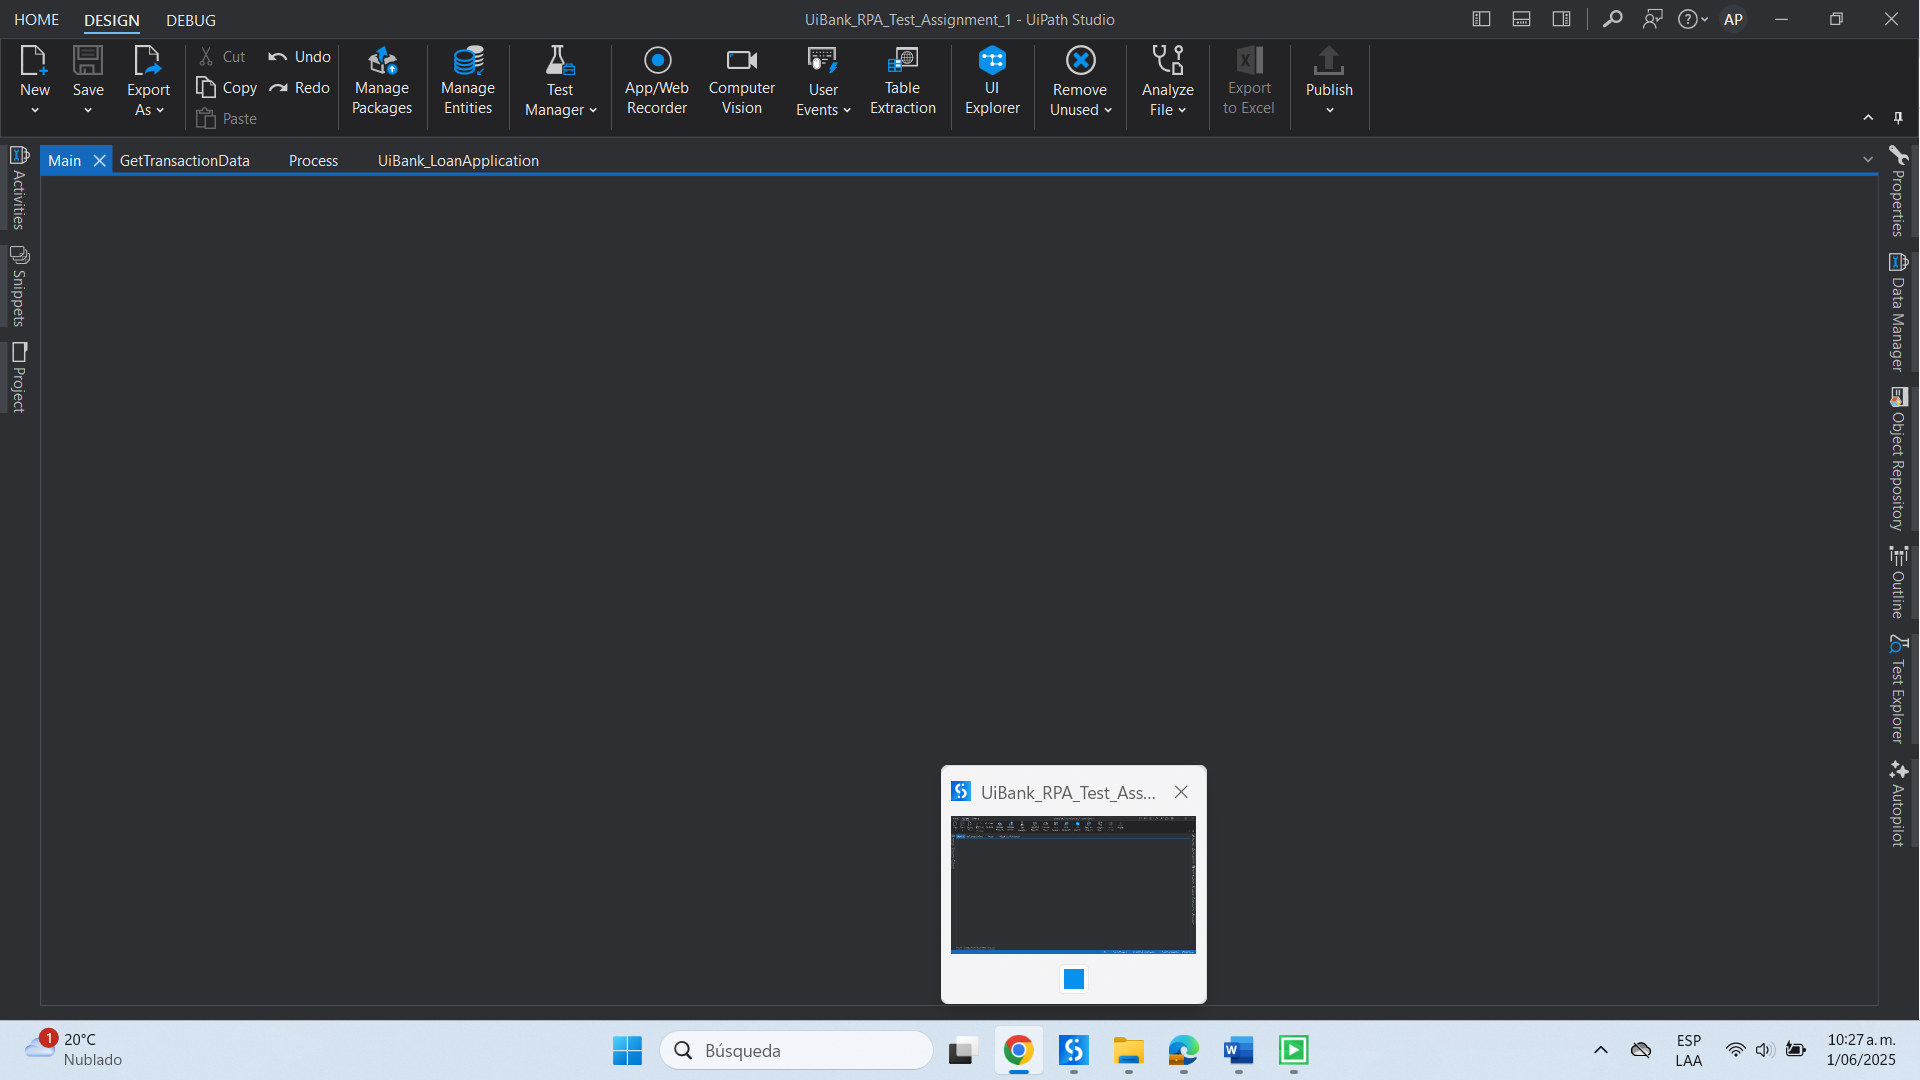 HOME DESIGN DEBUG UiBank_RPA_Test_Assignment_1 - UiPath Studio AP
New
Save
Export
As
Cut
Copy
Paste
Undo
Redo
Manage
Packages
Manage
Entities
Test
Manager
App/Web
Recorder
Computer
Vision
User
Events
Table
Extraction
UI
Explorer
Remove
Unused
Analyze
File
Export
to Excel
Publish
Main GetTransactionData Process UiBank_LoanApplication
Activities
Snippets
Project
Properties
Data Manager
Object Repository
Outline
Test Explorer
Autopilot
UiBank_RPA_Test_Ass...
1
20°C
Nublado
Búsqueda
ESP
LAA
10:27 a. m.
1/06/2025